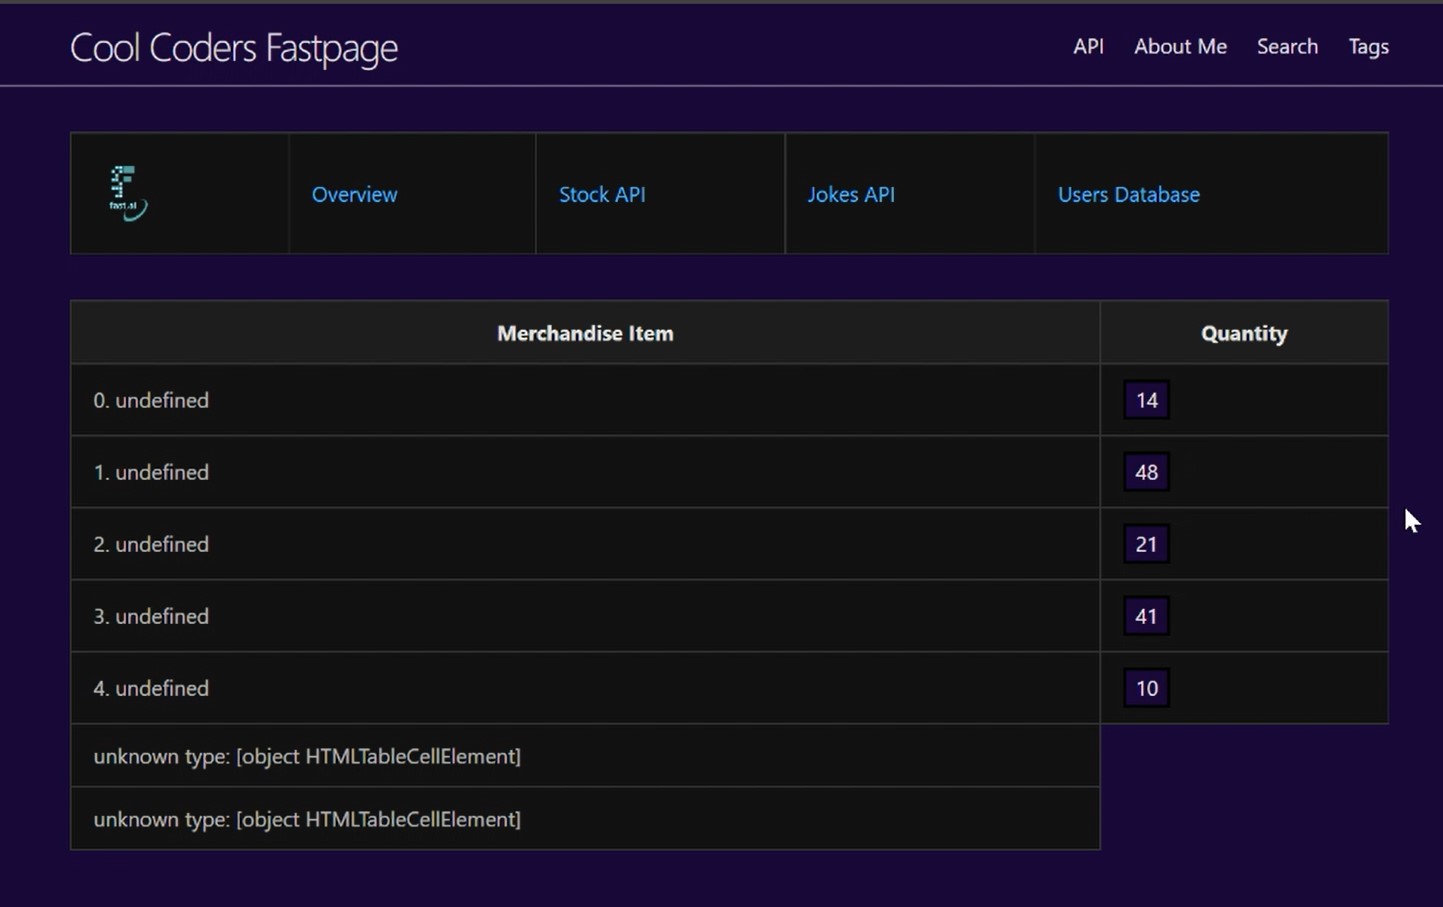 Cool Coders Fastpage
API About Me Search Tags
fast.ai
Overview Stock API Jokes API Users Database
Merchandise Item Quantity
0. undefined 14
1. undefined 48
2. undefined 21
3. undefined 41
4. undefined 10
unknown type: [object HTMLTableCellElement]
unknown type: [object HTMLTableCellElement]